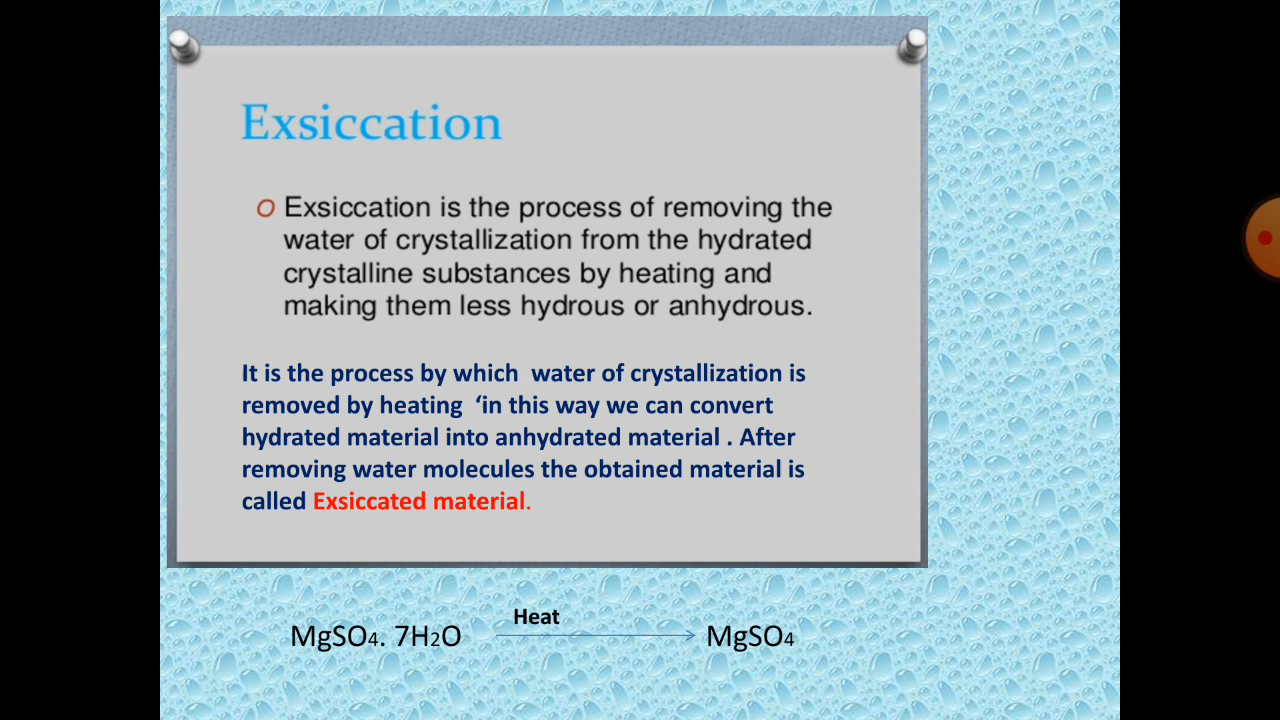 Exsiccation
O Exsiccation is the process of removing the
water of crystallization from the hydrated
crystalline substances by heating and
making them less hydrous or anhydrous.
It is the process by which  water of crystallization is
removed by heating  ‘in this way we can convert
hydrated material into anhydrated material . After
removing water molecules the obtained material is
called Exsiccated material.
Heat
MgSO4. 7H2O MgSO4